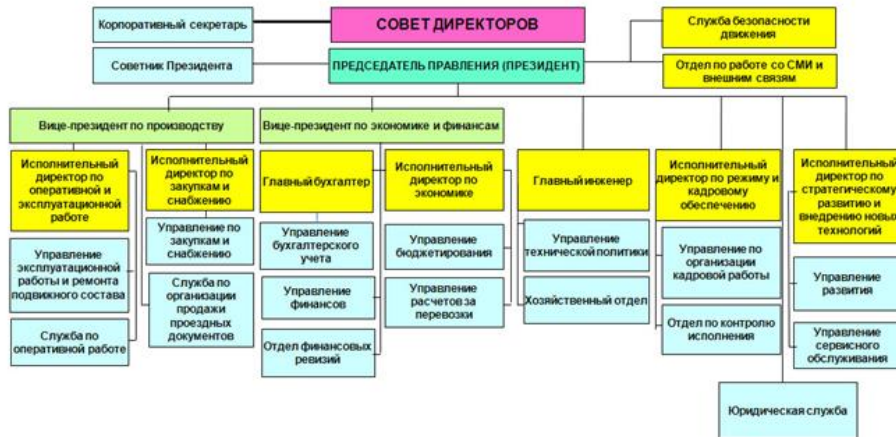 Корпоративный секретарь
СОВЕТ ДИРЕКТОРОВ
Служба безопасности
движения
Советник Президента
ПРЕДСЕДАТЕЛЬ ПРАВЛЕНИЯ (ПРЕЗИДЕНТ)
Отдел по работе со СМИ и
внешним связям
Вице-президент по производству
Вице-президент по экономике и финансам
Исполнительный
директор по
оперативной и
эксплуатационной
работе
Исполнительный
директор по
закупкам и
снабжению
Главный бухгалтер
Исполнительный
директор по
экономике
Главный инженер
Исполнительный
директор по режиму и
кадровому
обеспечению
Исполнительный
директор по
стратегическому
развитию и
внедрению новых
технологий
Управление
эксплуатационной
работы и ремонта
подвижного состава
Служба по
оперативной работе
Управление по
закупкам и
снабжению
Служба по
организации
продажи
проездных
документов
Управление
бухгалтерского
учета
Управление
финансов
Отдел финансовых
ревизий
Управление
бюджетирования
Управление
расчетов за
перевозки
Управление
технической политики
Хозяйственный отдел
Управление по
организации
кадровой работы
Отдел по контролю
исполнения
Управление
развития
Управление
сервисного
обслуживания
Юридическая служба